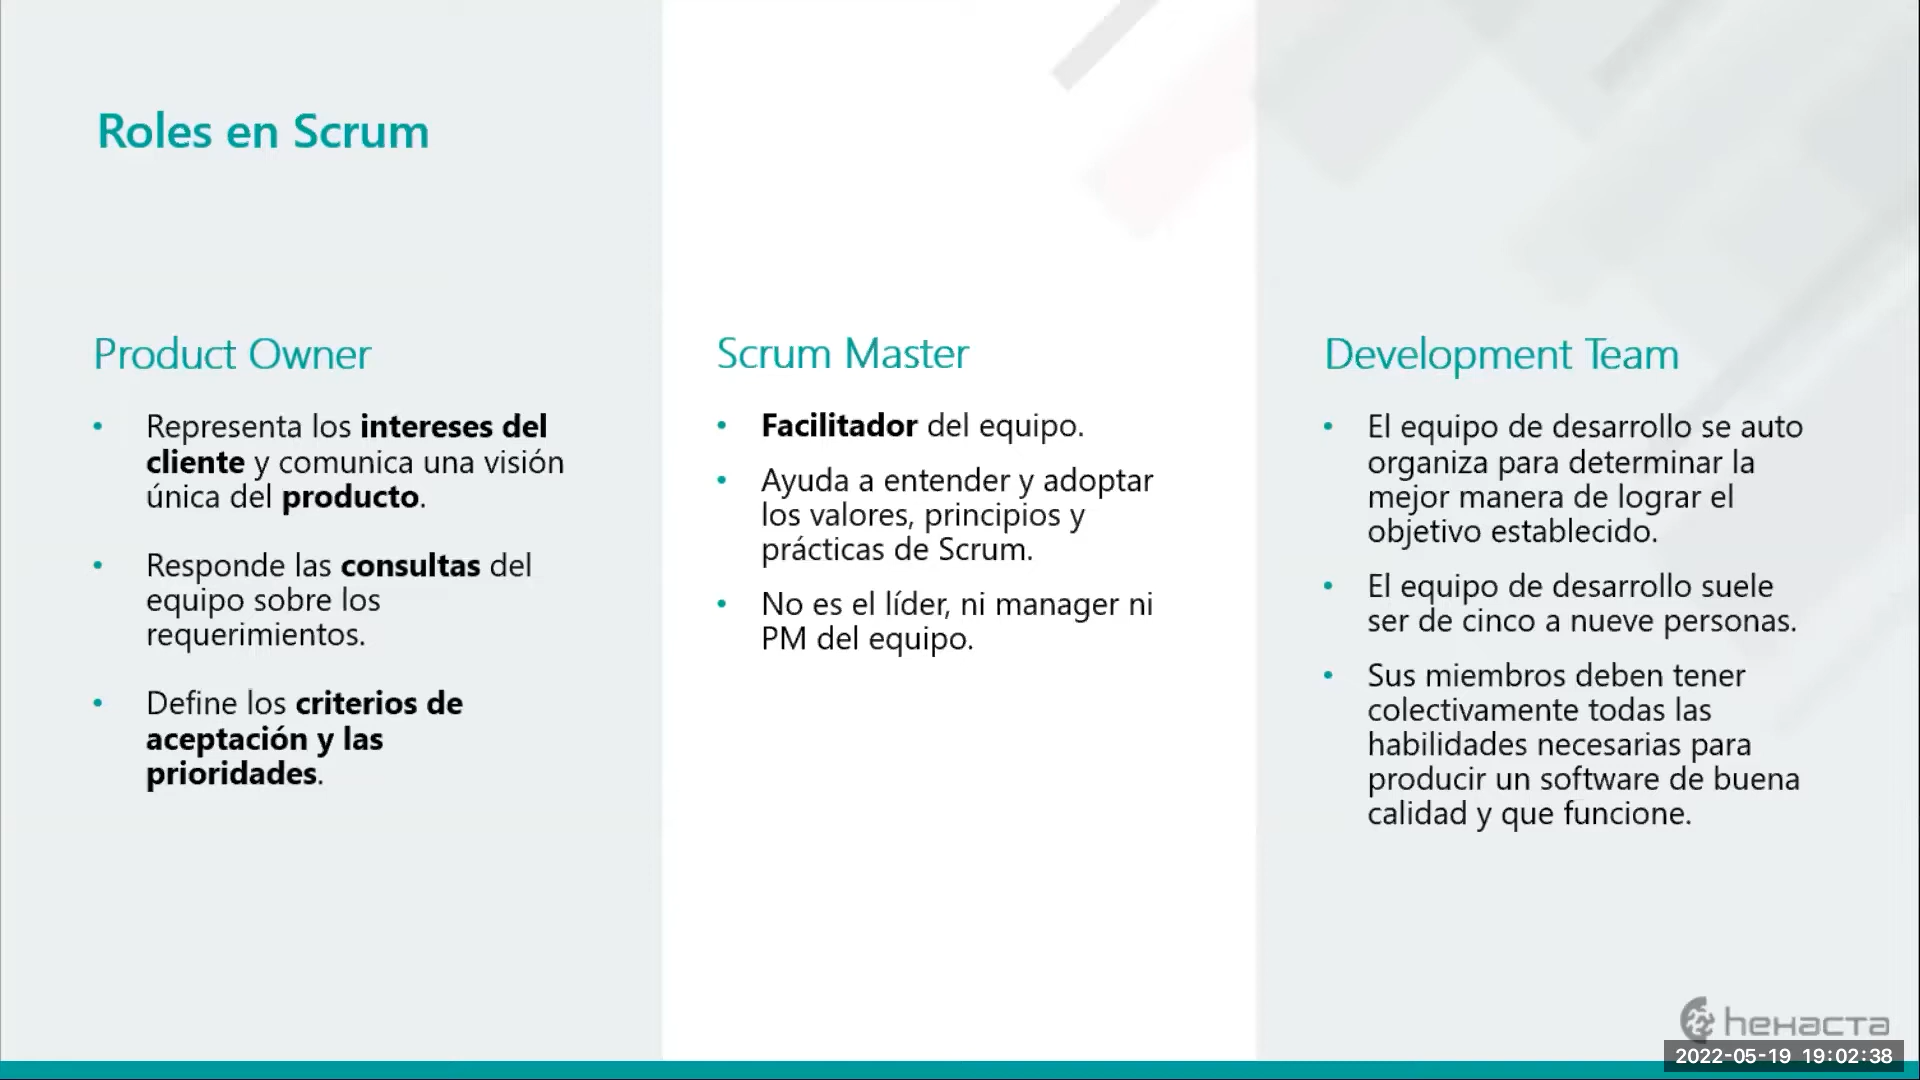 Roles en Scrum
Product Owner
• Representa los intereses del
cliente y comunica una visión
única del producto.
• Responde las consultas del
equipo sobre los
requerimientos.
• Define los criterios de
aceptación y las
prioridades.
Scrum Master
• Facilitador del equipo.
• Ayuda a entender y adoptar
los valores, principios y
prácticas de Scrum.
• No es el líder, ni manager ni
PM del equipo.
Development Team
• El equipo de desarrollo se auto
organiza para determinar la
mejor manera de lograr el
objetivo establecido.
• El equipo de desarrollo suele
ser de cinco a nueve personas.
• Sus miembros deben tener
colectivamente todas las
habilidades necesarias para
producir un software de buena
calidad y que funcione.
hexacta
2022-05-19 19:02:38